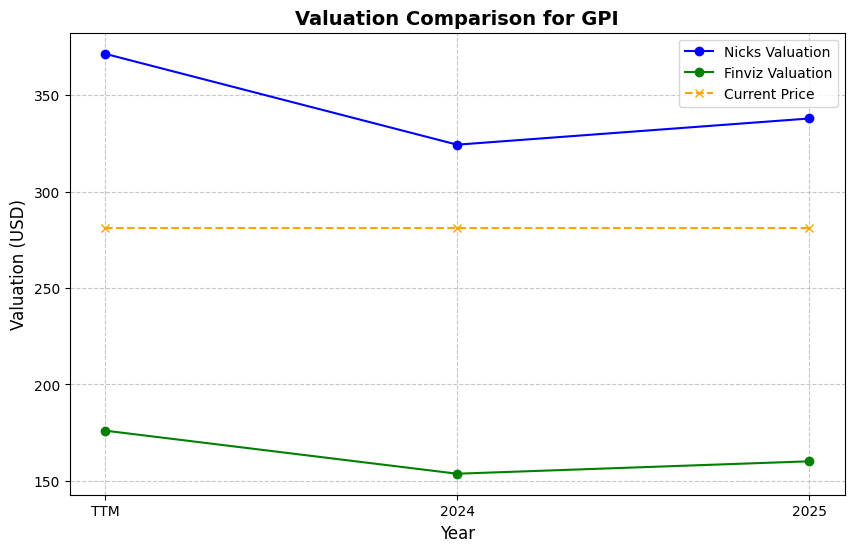 Valuation Comparison for GPI
Nicks Valuation
Finviz Valuation
Current Price
Valuation (USD)
350
300
250
200
150
TTM
2024
2025
Year